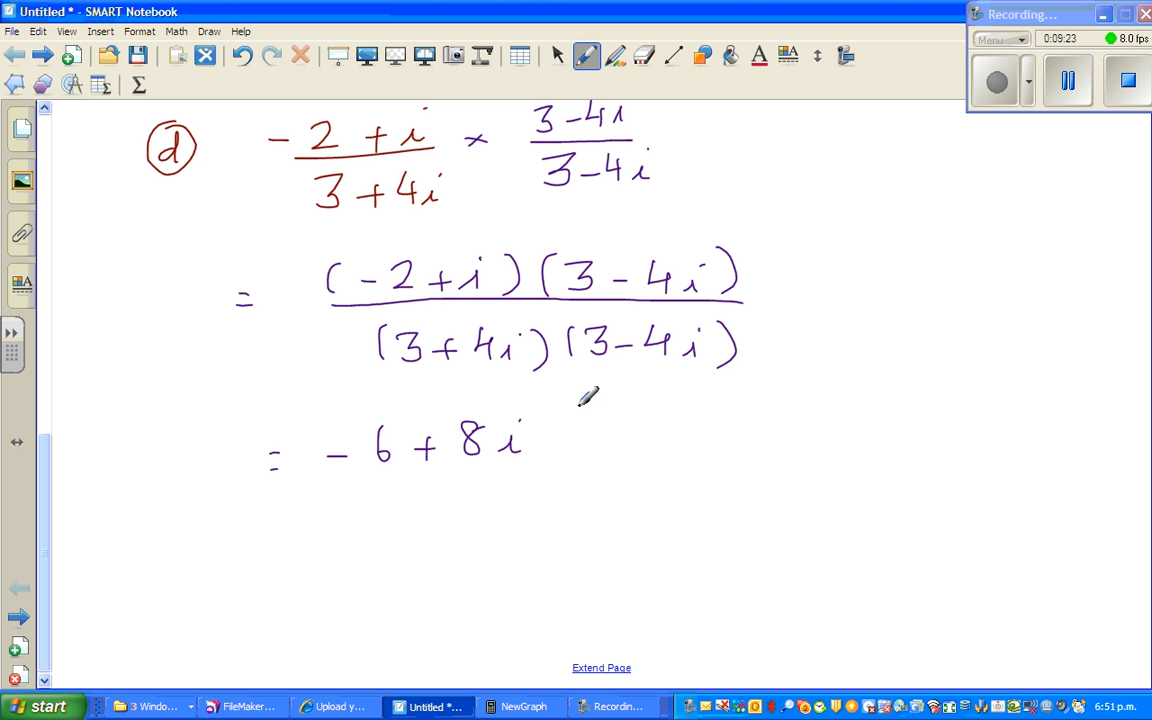 Untitled * - SMART Notebook
Recording...
File Edit View Insert Format Math Draw Help
Menu 0:09:23 8.0 fps
Σ
ⓓ -2 + i / 3 + 4i × 3 - 4i / 3 - 4i
= (-2 + i) (3 - 4i)
(3 + 4i) (3 - 4i)
= - 6 + 8 i
Extend Page
start 3 Windo... FileMaker... Upload y... Untitled *... NewGraph Recordin... 6:51 p.m.